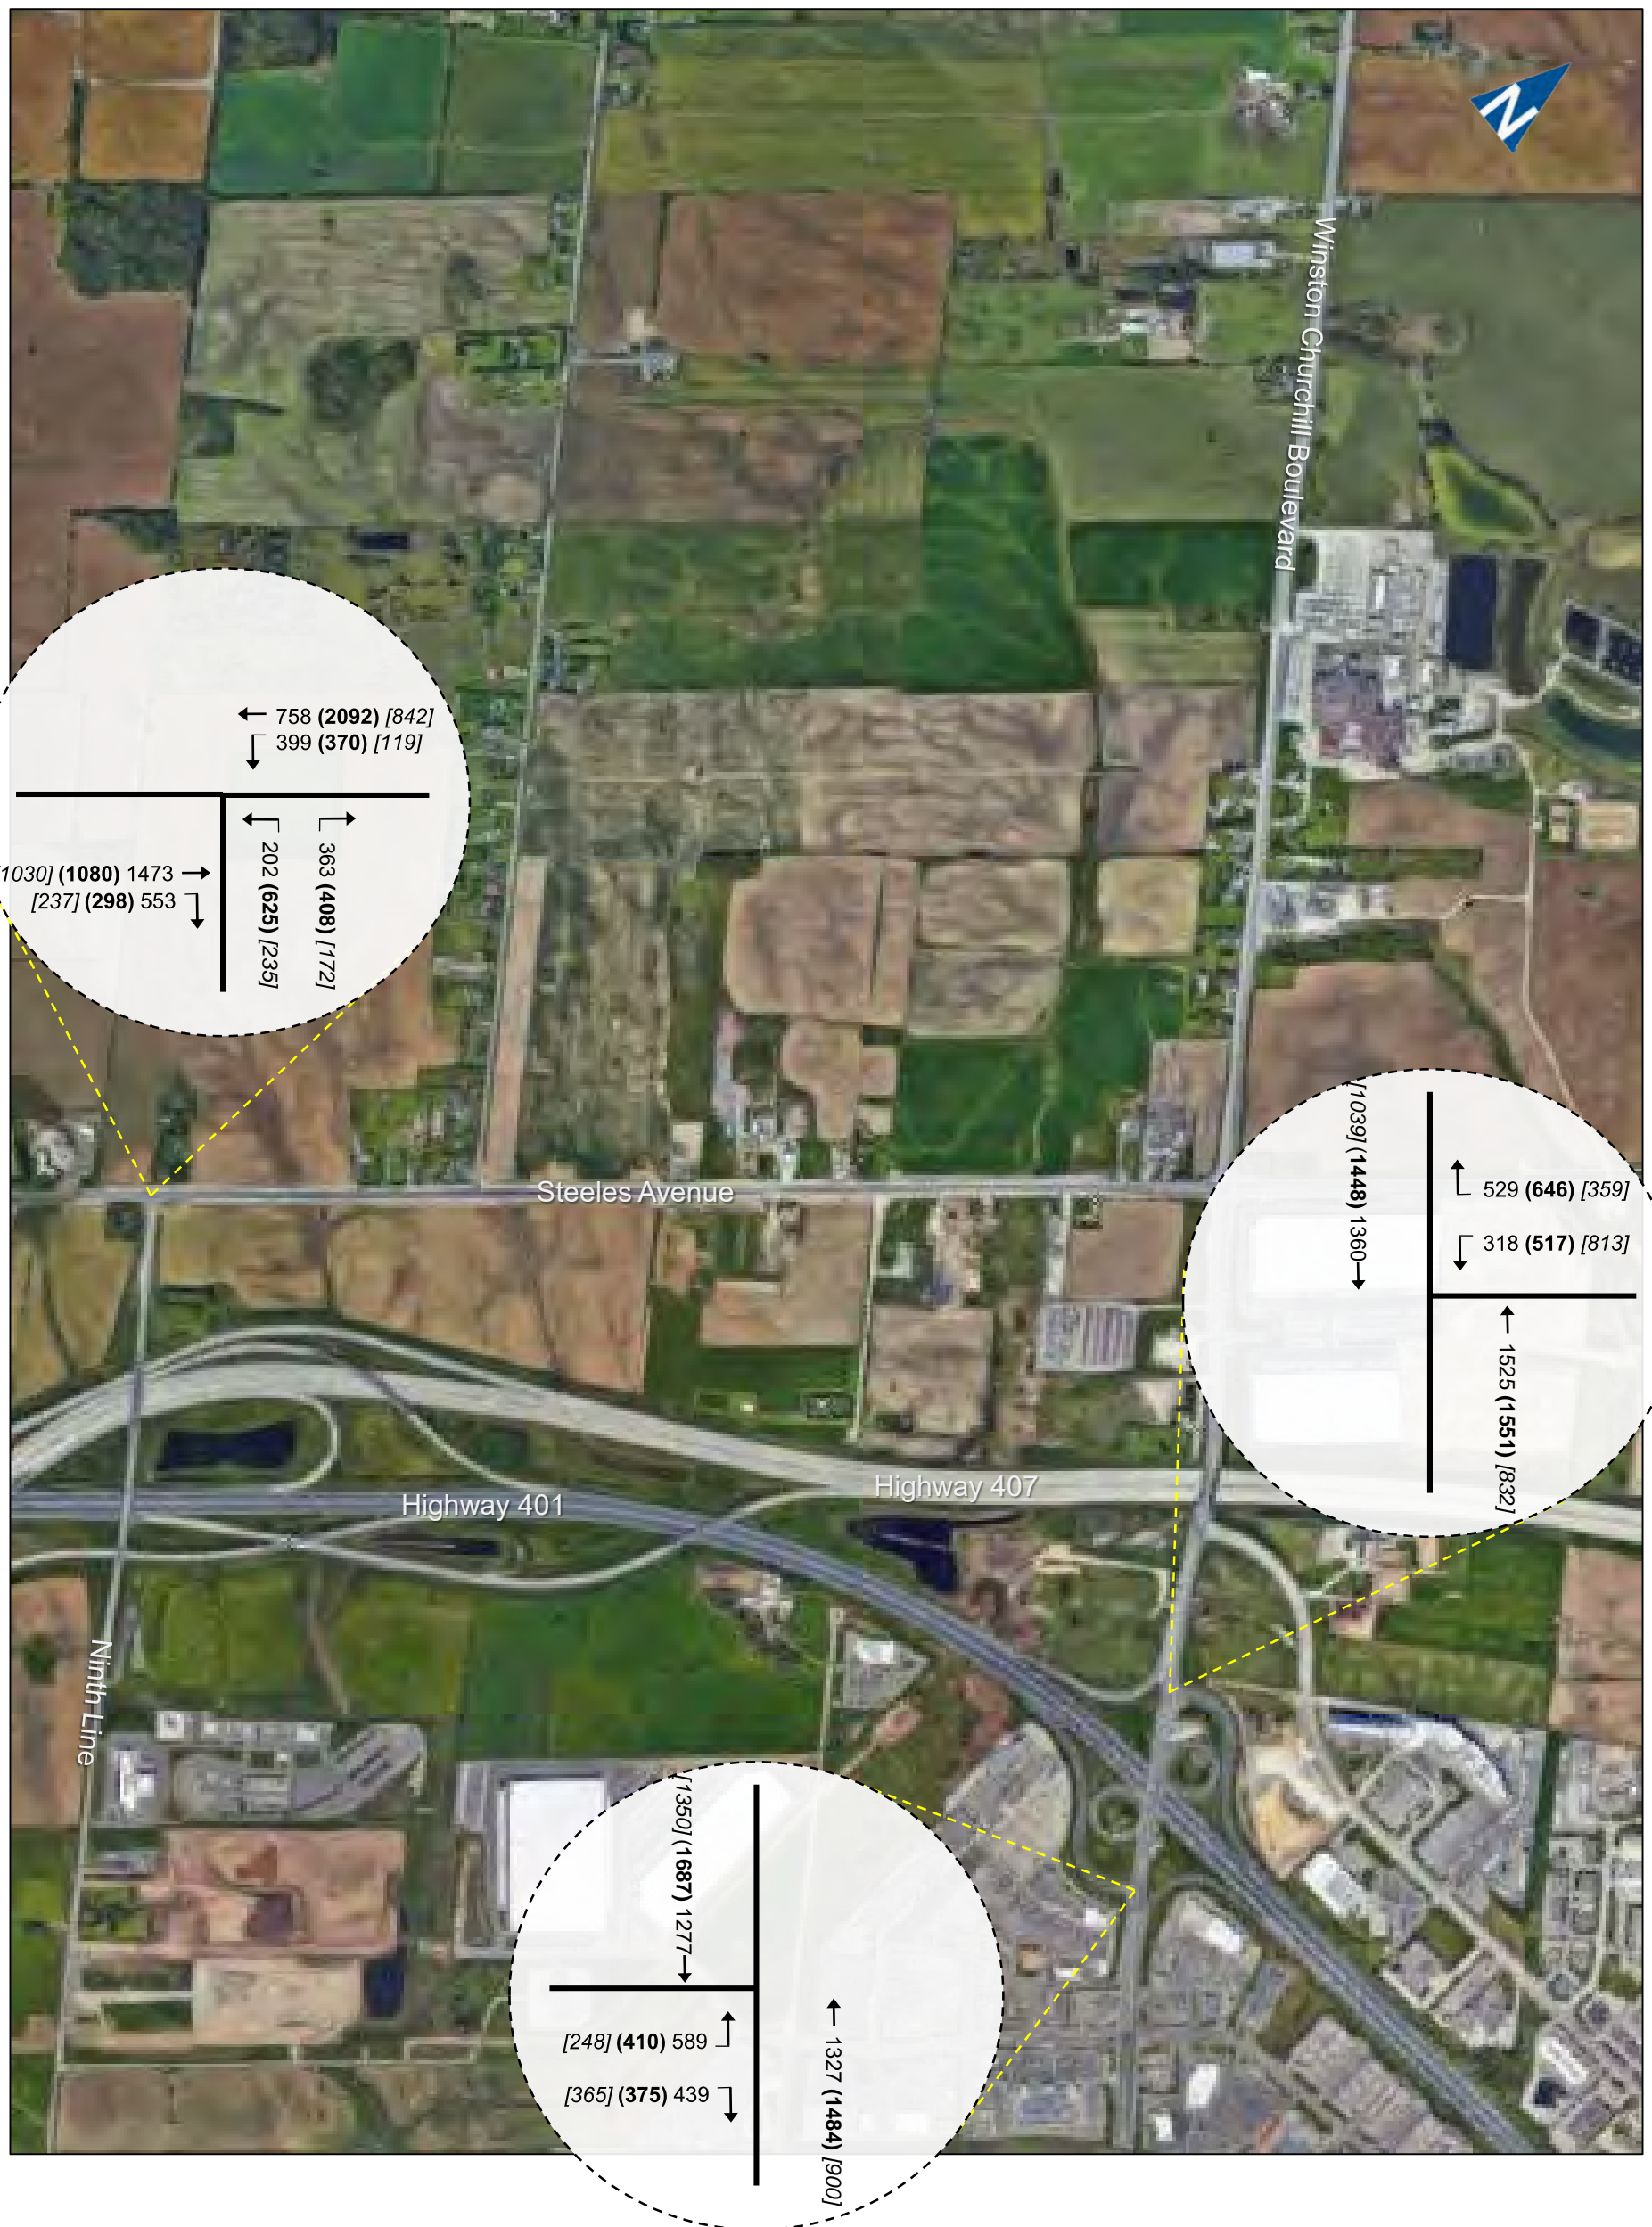 N
Winston Churchill Boulevard
758 (2092) [842]
399 (370) [119]
[1030] (1080) 1473
[237] (298) 553
202 (625) [235]
363 (408) [172]
Steeles Avenue
[1039] (1448) 1360
529 (646) [359]
318 (517) [813]
1525 (1551) [832]
Highway 407
Highway 401
Ninth Line
[1350] (1687) 1277
[248] (410) 589
[365] (375) 439
1327 (1484) [900]